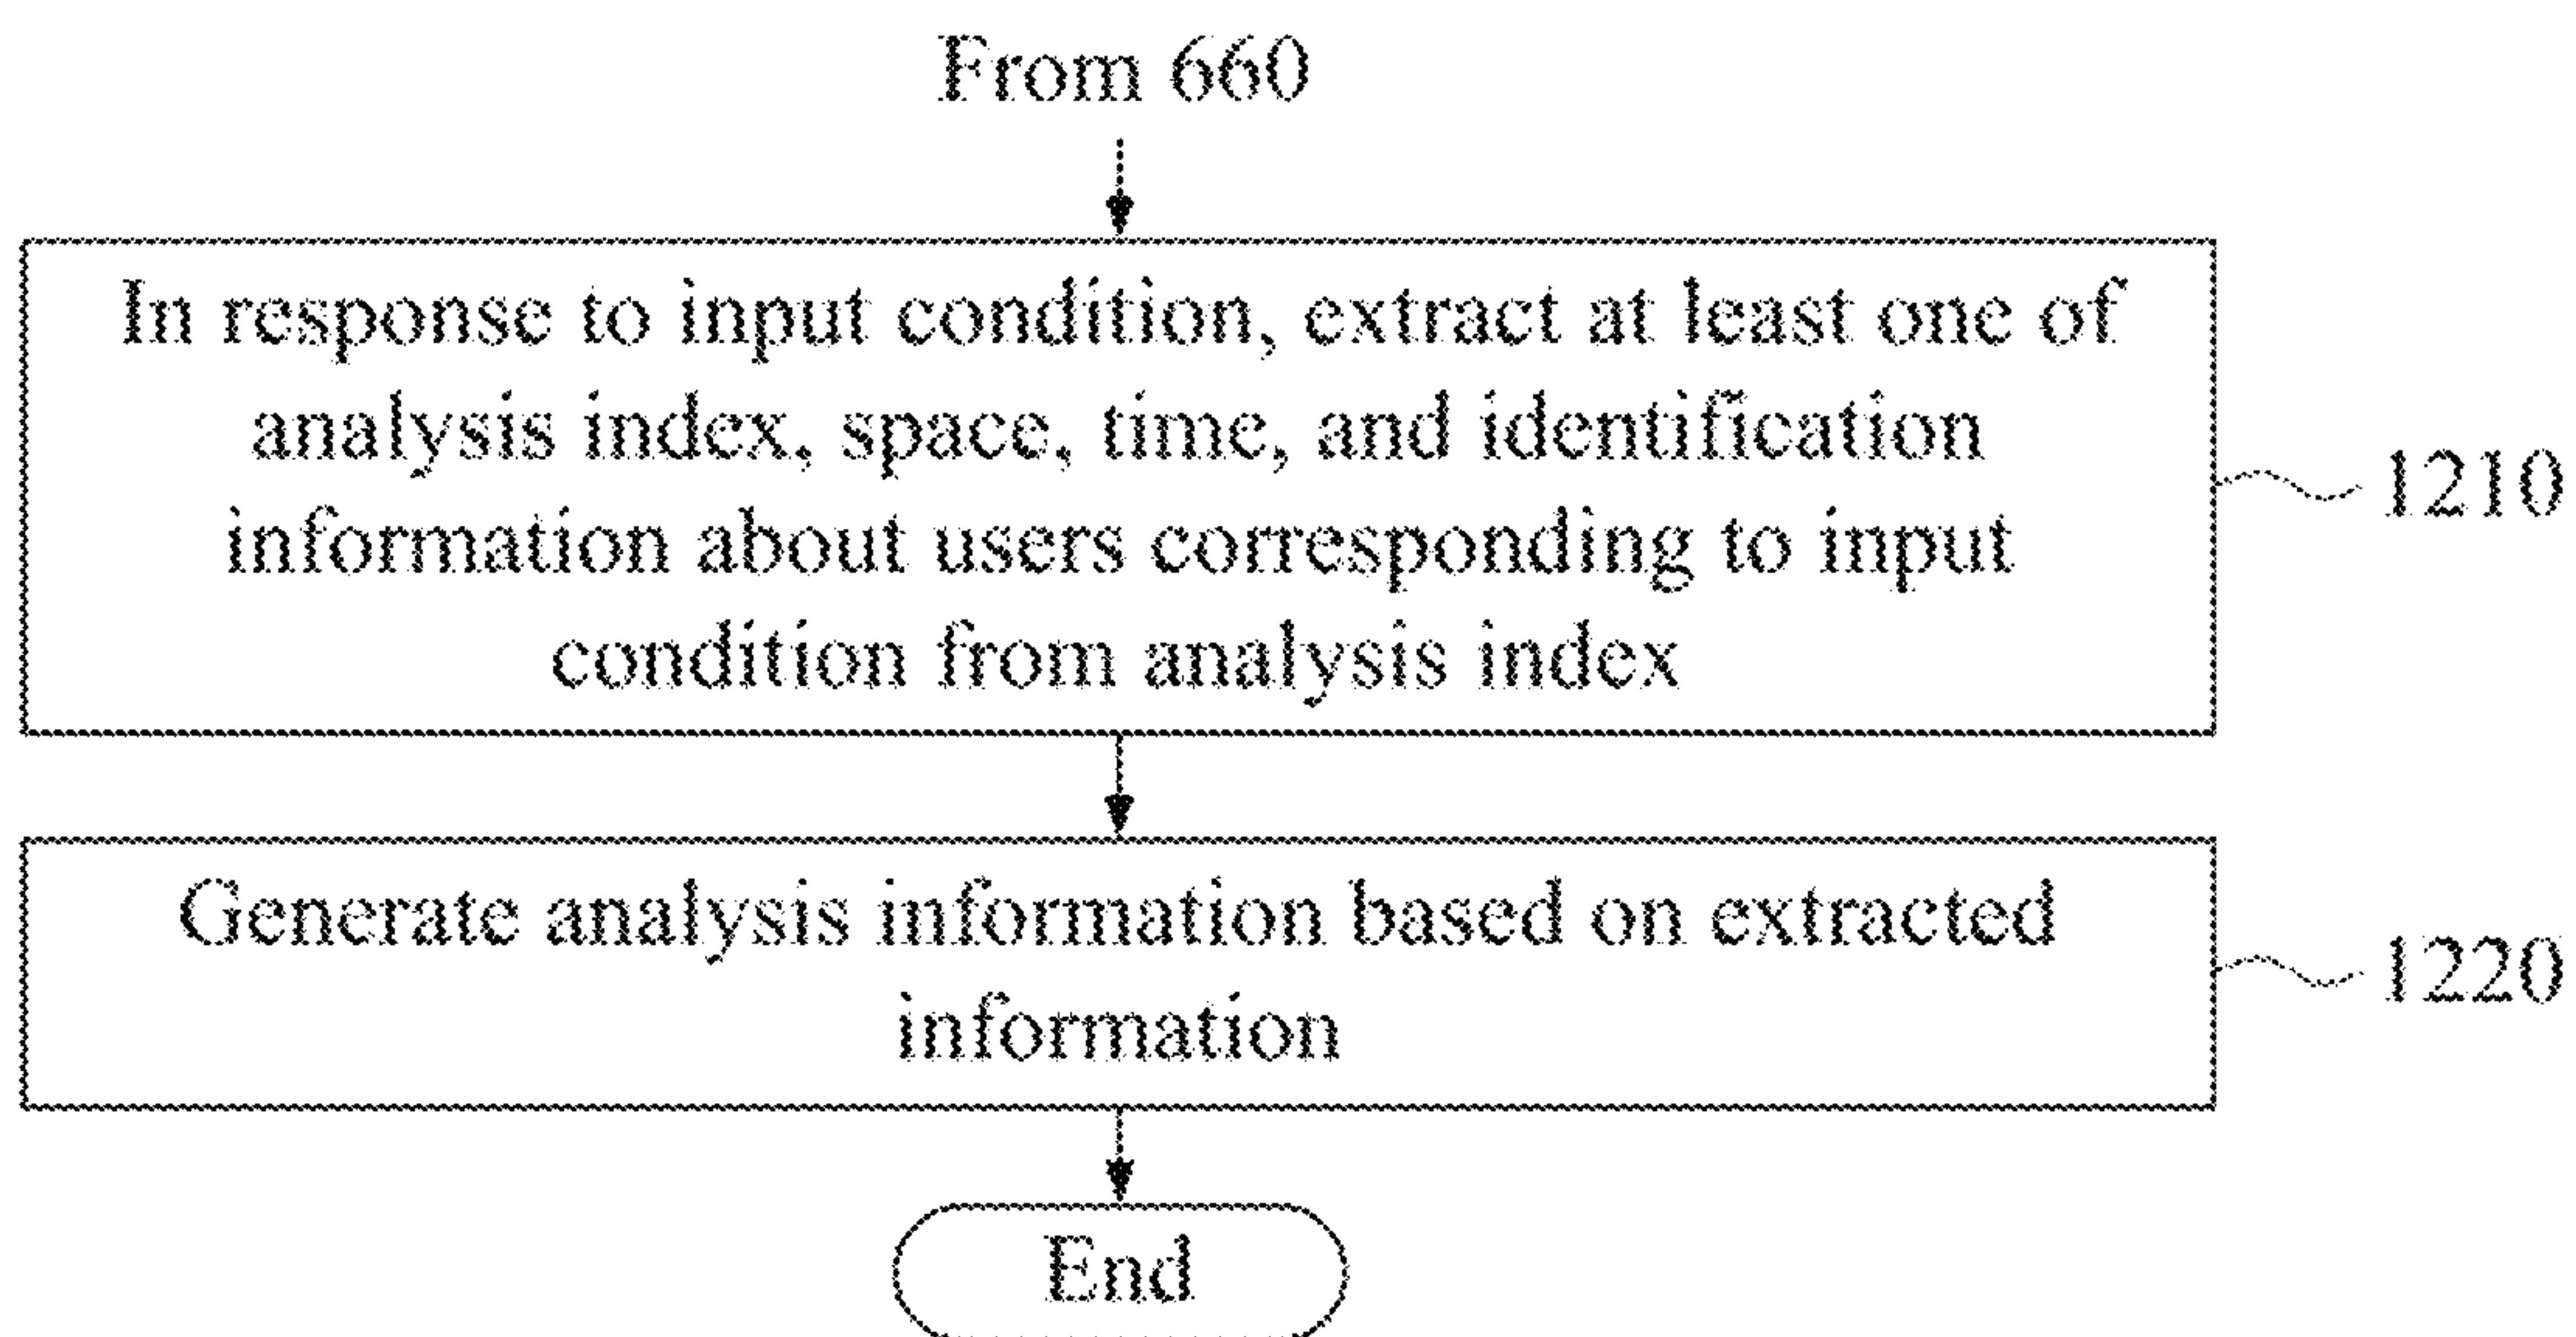 From 660
In response to input condition, extract at least one of
analysis index, space, time, and identification
information about users corresponding to input
condition from analysis index
1210
Generate analysis information based on extracted
information
1220
End